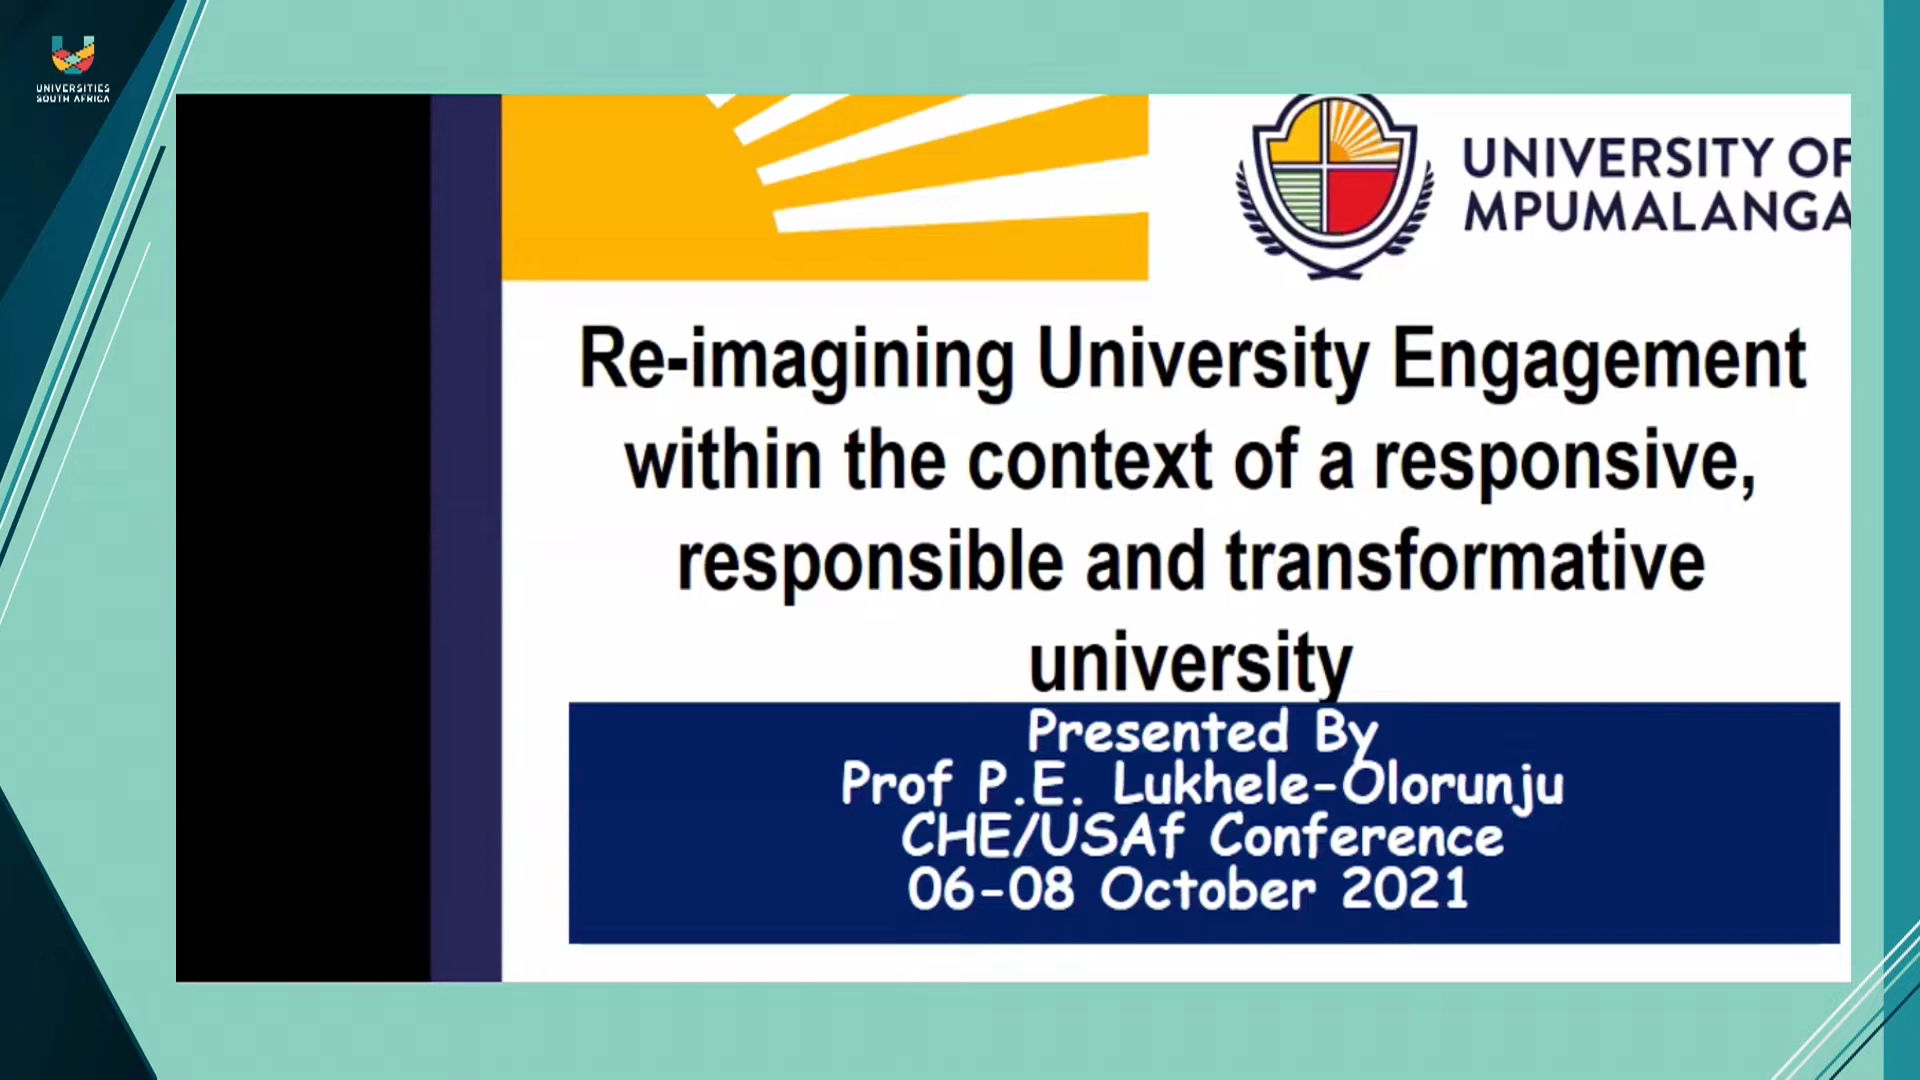 UNIVERSITIES
SOUTH AFRICA
UNIVERSITY OF
MPUMALANGA
Re-imagining University Engagement
within the context of a responsive,
responsible and transformative
university
Presented By
Prof P.E. Lukhele-Olorunju
CHE/USAf Conference
06-08 October 2021